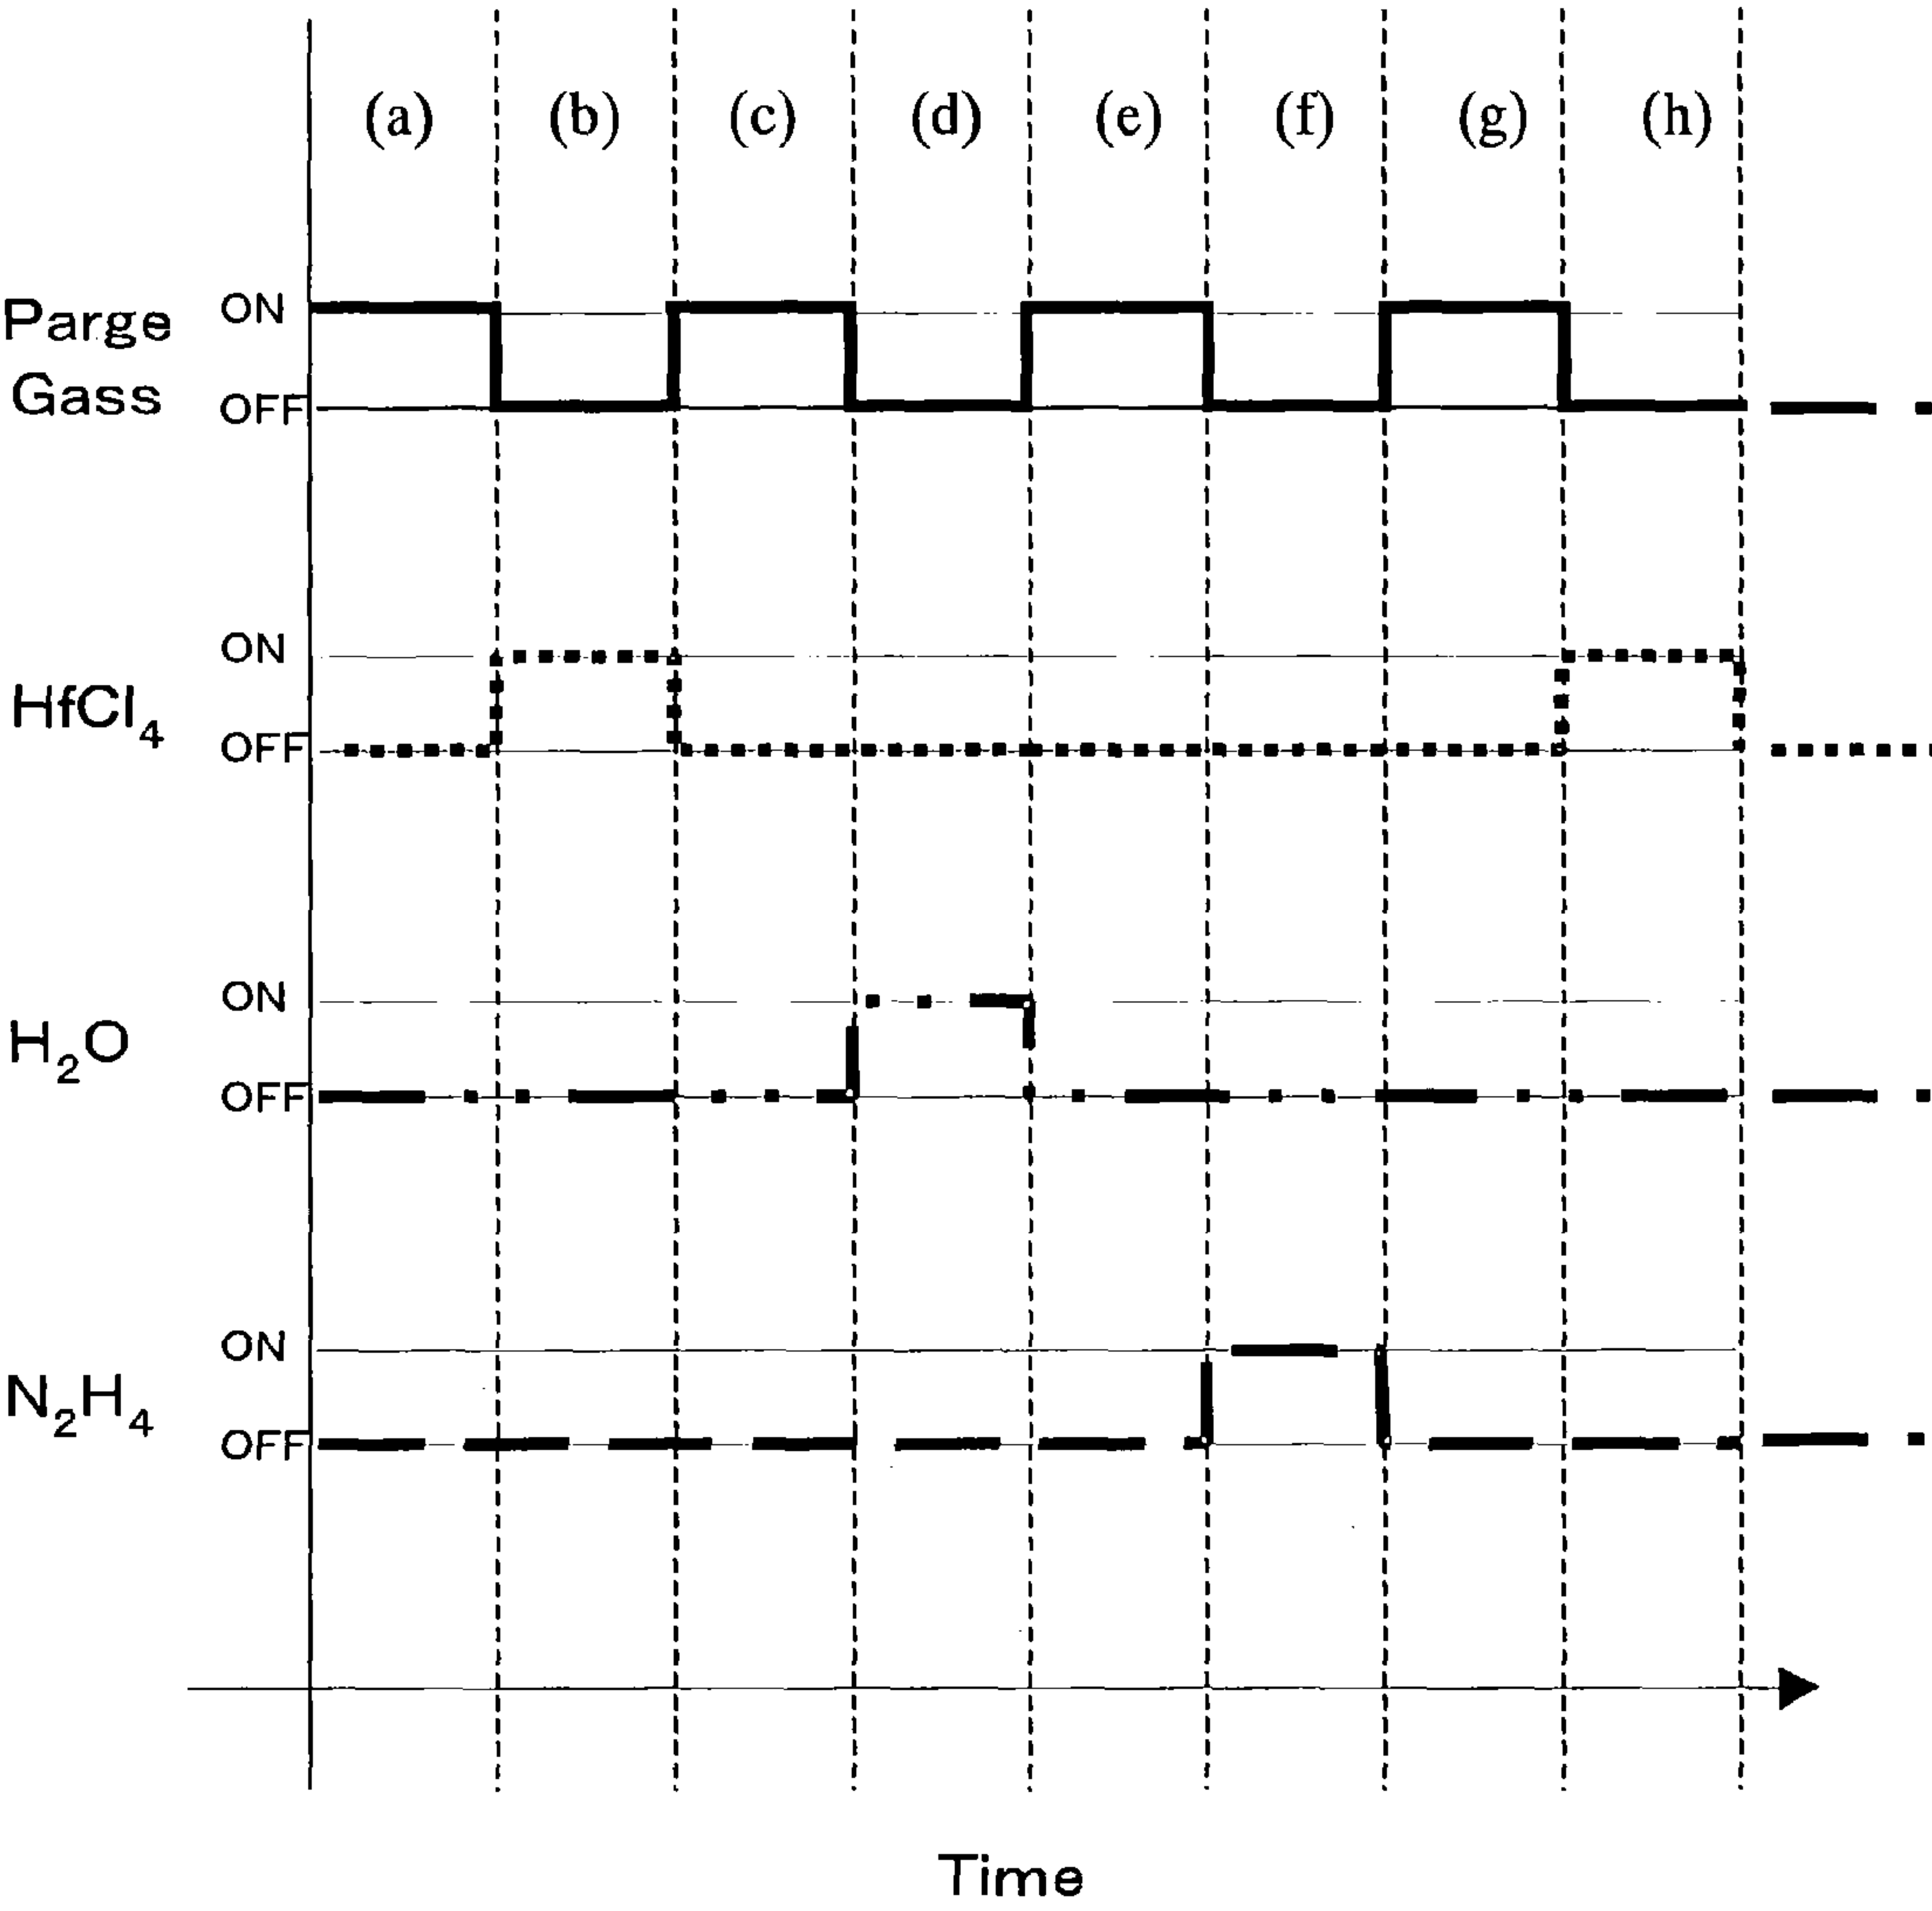 (a) (b) (c) (d) (e) (f) (g) (h)
Parge
Gass
ON
OFF
HfCl4
ON
OFF
H2O
ON
OFF
N2H4
ON
OFF
Time